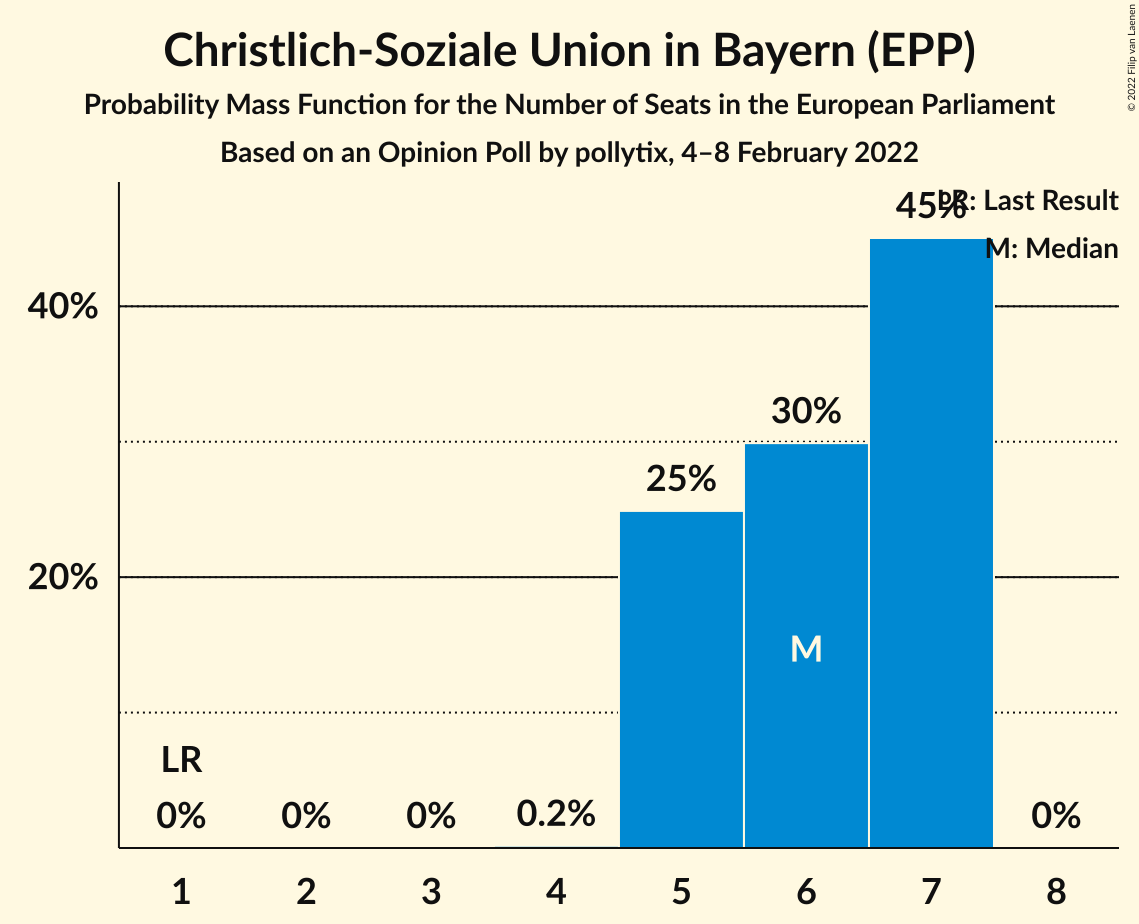 Christlich-Soziale Union in Bayern (EPP)
Probability Mass Function for the Number of Seats in the European Parliament
Based on an Opinion Poll by pollytix, 4–8 February 2022
© 2022 Filip van Laenen
LR: Last Result
M: Median
45%
40%
30%
25%
20%
M
LR
0% 0% 0% 0.2% 0%
1 2 3 4 5 6 7 8